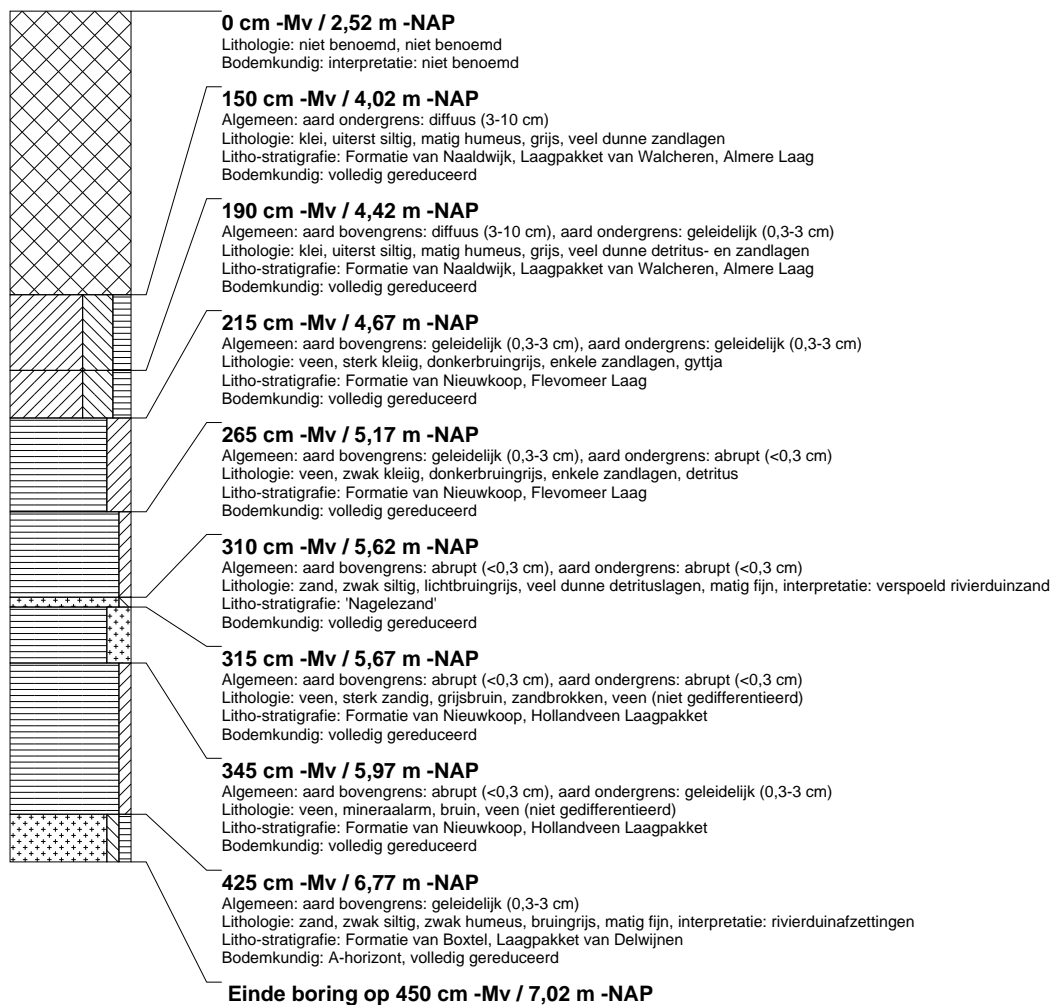 0 cm -Mv / 2,52 m -NAP
Lithologie: niet benoemd, niet benoemd
Bodemkundig: interpretatie: niet benoemd
150 cm -Mv / 4,02 m -NAP
Algemeen: aard ondergrens: diffuus (3-10 cm)
Lithologie: klei, uiterst siltig, matig humeus, grijs, veel dunne zandlagen
Litho-stratigrafie: Formatie van Naaldwijk, Laagpakket van Walcheren, Almere Laag
Bodemkundig: volledig gereduceerd
190 cm -Mv / 4,42 m -NAP
Algemeen: aard bovengrens: diffuus (3-10 cm), aard ondergrens: geleidelijk (0,3-3 cm)
Lithologie: klei, uiterst siltig, matig humeus, grijs, veel dunne detritus- en zandlagen
Litho-stratigrafie: Formatie van Naaldwijk, Laagpakket van Walcheren, Almere Laag
Bodemkundig: volledig gereduceerd
215 cm -Mv / 4,67 m -NAP
Algemeen: aard bovengrens: geleidelijk (0,3-3 cm), aard ondergrens: geleidelijk (0,3-3 cm)
Lithologie: veen, sterk kleiig, donkerbruingrijs, enkele zandlagen, gyttja
Litho-stratigrafie: Formatie van Nieuwkoop, Flevomeer Laag
Bodemkundig: volledig gereduceerd
265 cm -Mv / 5,17 m -NAP
Algemeen: aard bovengrens: geleidelijk (0,3-3 cm), aard ondergrens: abrupt (<0,3 cm)
Lithologie: veen, zwak kleiig, donkerbruingrijs, enkele zandlagen, detritus
Litho-stratigrafie: Formatie van Nieuwkoop, Flevomeer Laag
Bodemkundig: volledig gereduceerd
310 cm -Mv / 5,62 m -NAP
Algemeen: aard bovengrens: abrupt (<0,3 cm), aard ondergrens: abrupt (<0,3 cm)
Lithologie: zand, zwak siltig, lichtbruingrijs, veel dunne detrituslagen, matig fijn, interpretatie: verspoeld rivierduinzand
Litho-stratigrafie: 'Nagelezand'
Bodemkundig: volledig gereduceerd
315 cm -Mv / 5,67 m -NAP
Algemeen: aard bovengrens: abrupt (<0,3 cm), aard ondergrens: abrupt (<0,3 cm)
Lithologie: veen, sterk zandig, grijsbruin, zandbrokken, veen (niet gedifferentieerd)
Litho-stratigrafie: Formatie van Nieuwkoop, Hollandveen Laagpakket
Bodemkundig: volledig gereduceerd
345 cm -Mv / 5,97 m -NAP
Algemeen: aard bovengrens: abrupt (<0,3 cm), aard ondergrens: geleidelijk (0,3-3 cm)
Lithologie: veen, mineraalarm, bruin, veen (niet gedifferentieerd)
Litho-stratigrafie: Formatie van Nieuwkoop, Hollandveen Laagpakket
Bodemkundig: volledig gereduceerd
425 cm -Mv / 6,77 m -NAP
Algemeen: aard bovengrens: geleidelijk (0,3-3 cm)
Lithologie: zand, zwak siltig, zwak humeus, bruingrijs, matig fijn, interpretatie: rivierduinafzettingen
Litho-stratigrafie: Formatie van Boxtel, Laagpakket van Delwijnen
Bodemkundig: A-horizont, volledig gereduceerd
Einde boring op 450 cm -Mv / 7,02 m -NAP